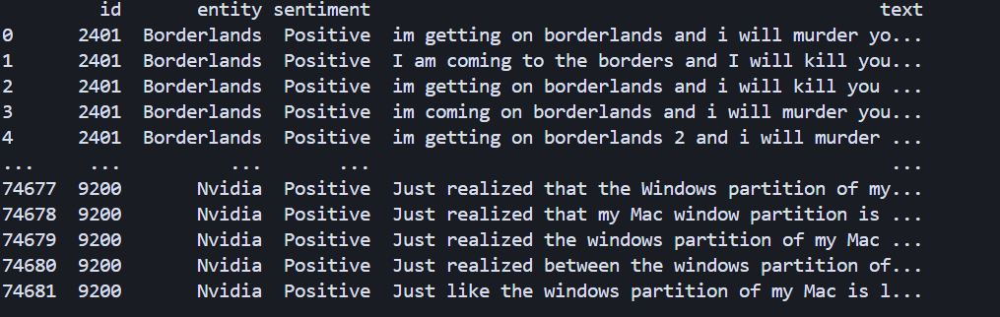 id entity sentiment text
0 2401 Borderlands Positive im getting on borderlands and i will murder yo...
1 2401 Borderlands Positive I am coming to the borders and I will kill you...
2 2401 Borderlands Positive im getting on borderlands and i will kill you ...
3 2401 Borderlands Positive im coming on borderlands and i will murder you...
4 2401 Borderlands Positive im getting on borderlands 2 and i will murder ...
... ... ... ... ...
74677 9200 Nvidia Positive Just realized that the Windows partition of my...
74678 9200 Nvidia Positive Just realized that my Mac window partition is ...
74679 9200 Nvidia Positive Just realized the windows partition of my Mac ...
74680 9200 Nvidia Positive Just realized between the windows partition of...
74681 9200 Nvidia Positive Just like the windows partition of my Mac is l...